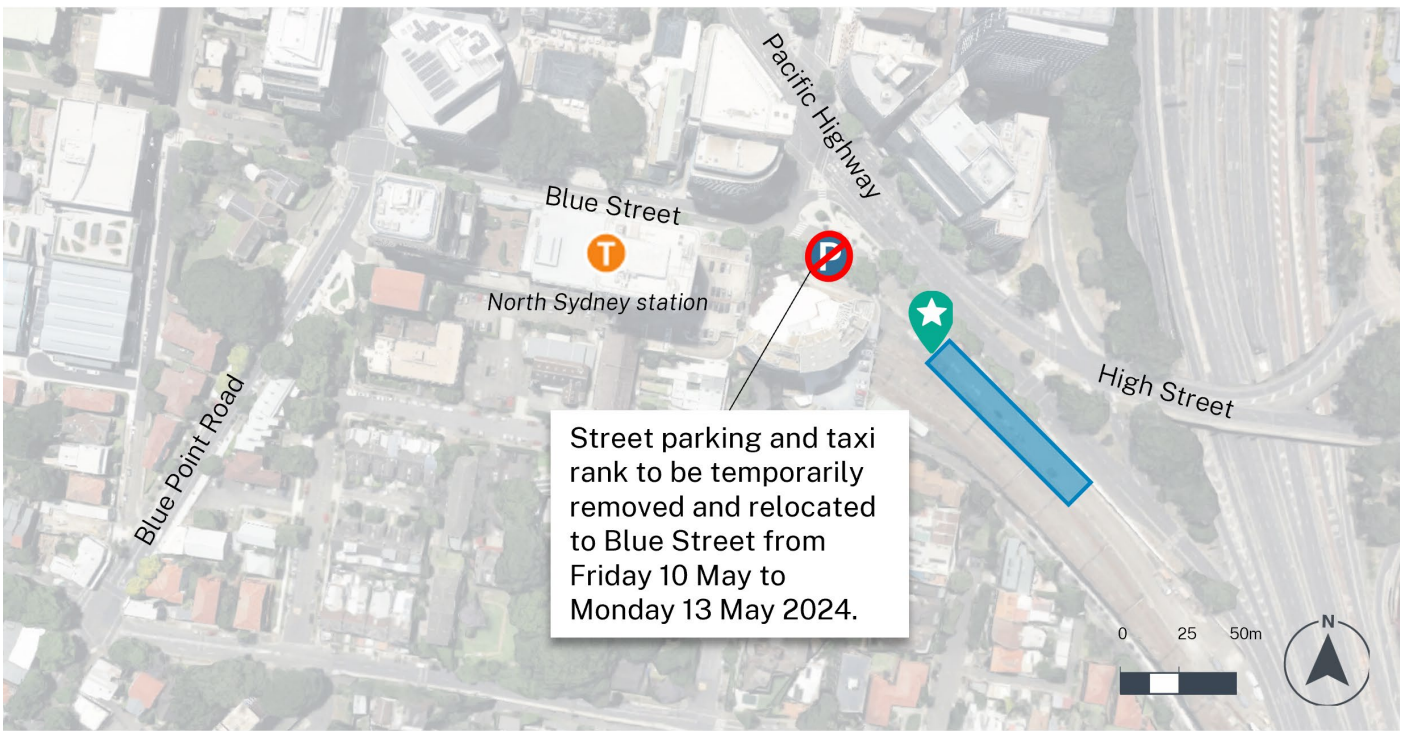 Pacific Highway
Blue Street
T
P
North Sydney station
High Street
Blue Point Road
Street parking and taxi
rank to be temporarily
removed and relocated
to Blue Street from
Friday 10 May to
Monday 13 May 2024.
0 25 50m
N